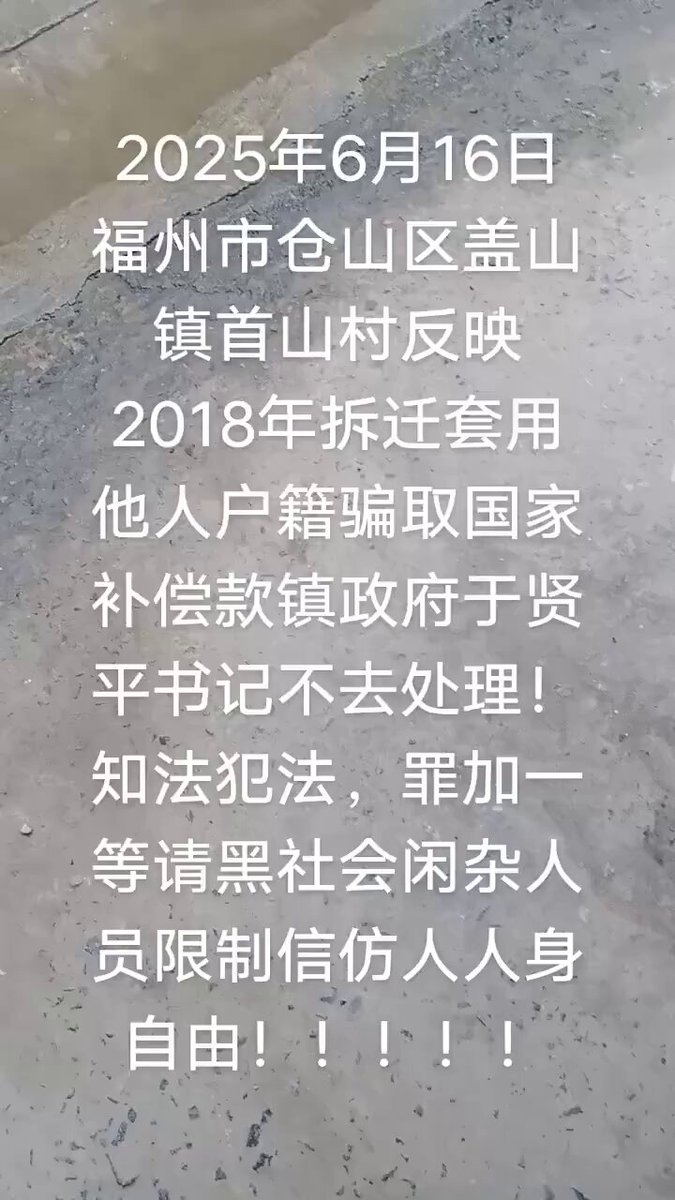 2025年6月16日
福州市仓山区盖山
镇首山村反映
2018年拆迁套用
他人户籍骗取国家
补偿款镇政府于贤
平书记不去处理！
知法犯法，罪加一
等请黑社会闲杂人
员限制信仿人人身
自由！！！！！